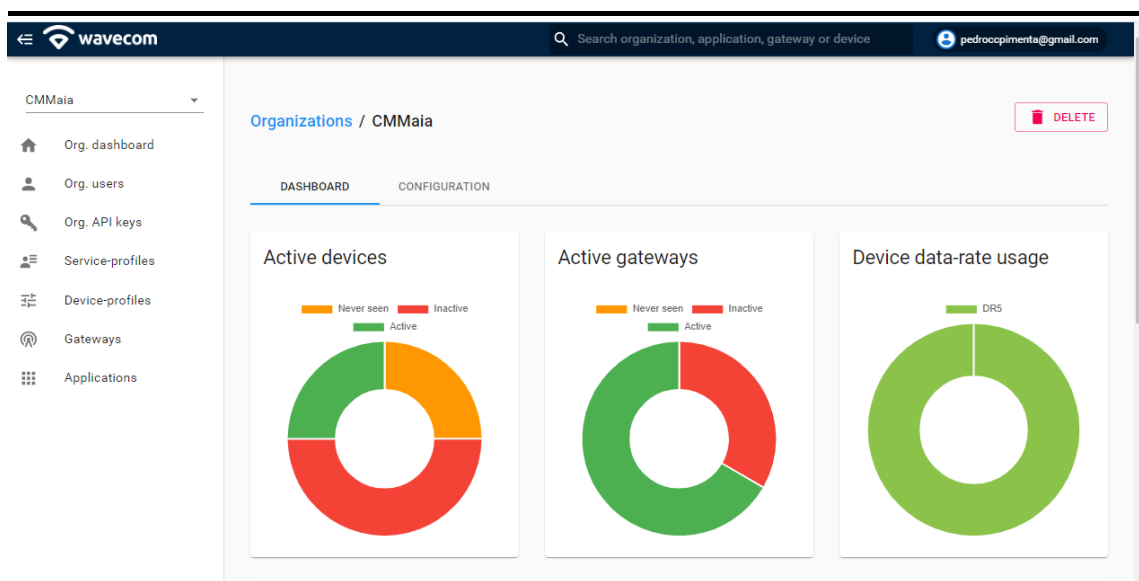 wavecom
Search organization, application, gateway or device
pedroccpimenta@gmail.com
CMMaia
Org. dashboard
Org. users
Org. API keys
Service-profiles
Device-profiles
Gateways
Applications
Organizations / CMMaia
DELETE
DASHBOARD CONFIGURATION
Active devices
Never seen Inactive
Active
Active gateways
Never seen Inactive
Active
Device data-rate usage
DR5